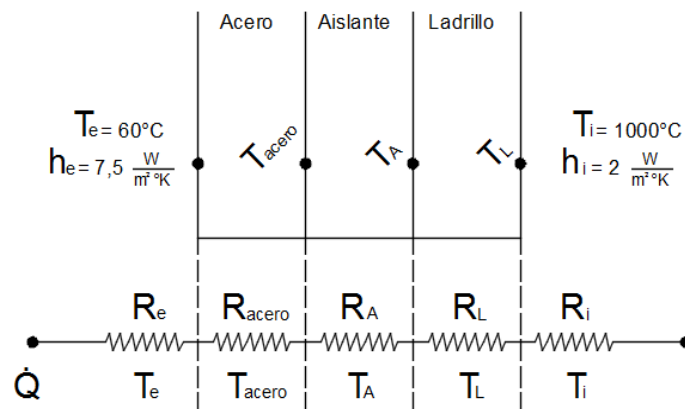 Acero Aislante Ladrillo
Te = 60°C
he = 7,5 W/m² °K
Tacero
TA
TL
Ti = 1000°C
hi = 2 W/m² °K
Re Racero RA RL Ri
Q̇ Te Tacero TA TL Ti